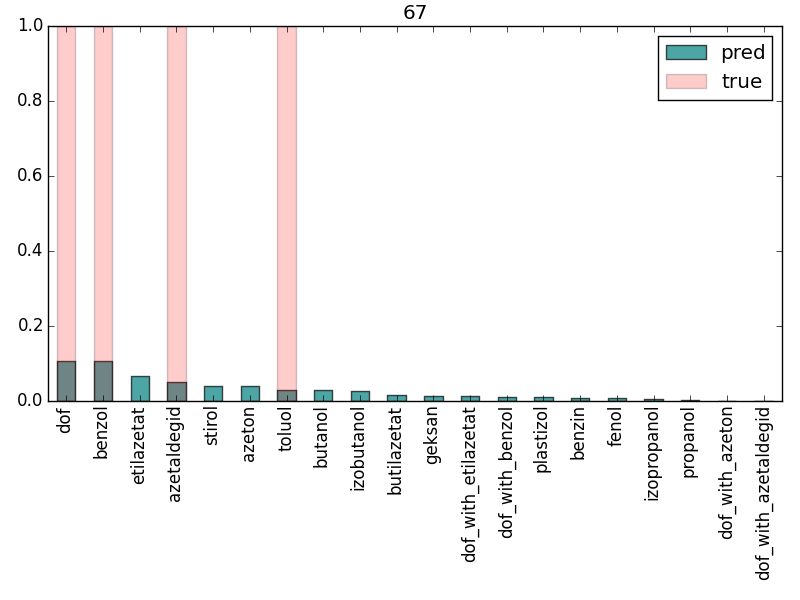 67
1.0
0.8
0.6
0.4
0.2
0.0
pred
true
dof
benzol
etilazetat
azetaldegid
stirol
azeton
toluol
butanol
izobutanol
butilazetat
geksan
dof_with_etilazetat
dof_with_benzol
plastizol
benzin
fenol
izopropanol
propanol
dof_with_azeton
dof_with_azetaldegid